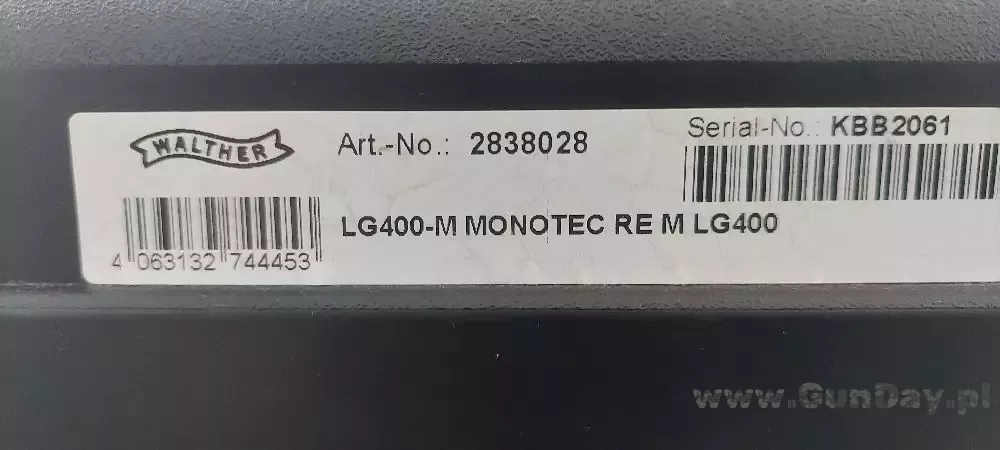 WALTHER
Art.-No.: 2838028
Serial-No.: KBB2061
LG400-M MONOTEC RE M LG400
4 063132 744453
www.GunDay.pl